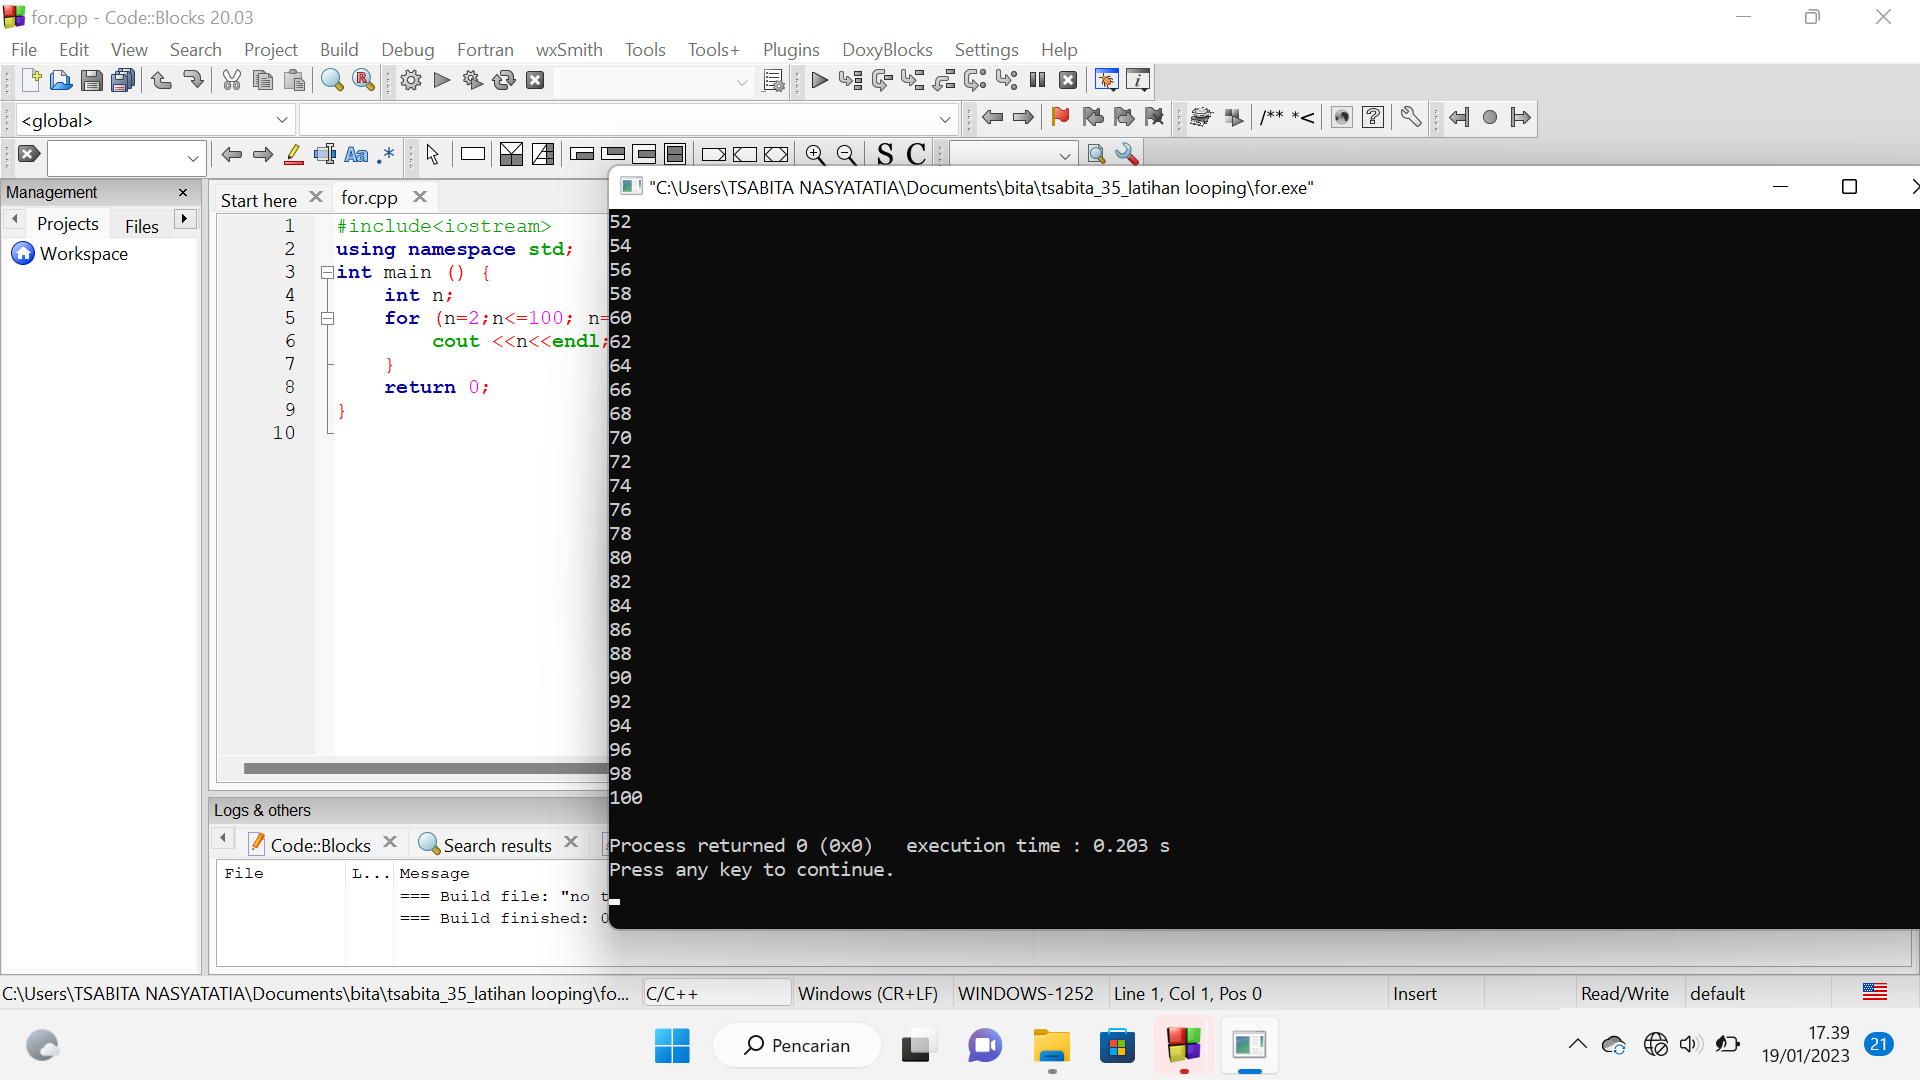 for.cpp - Code::Blocks 20.03
File Edit View Search Project Build Debug Fortran wxSmith Tools Tools+ Plugins DoxyBlocks Settings Help
<global>
/** *<
Aa .* S C
Management
Projects Files
Workspace
Start here for.cpp
1 #include<iostream>
2 using namespace std;
3 int main () {
4 int n;
5 for (n=2;n<=100; n=
6 cout <<n<<endl;
7 }
8 return 0;
9 }
10
"C:\Users\TSABITA NASYATATIA\Documents\bita\tsabita_35_latihan looping\for.exe"
52
54
56
58
60
62
64
66
68
70
72
74
76
78
80
82
84
86
88
90
92
94
96
98
100
Process returned 0 (0x0) execution time : 0.203 s
Press any key to continue.
Logs & others
Code::Blocks Search results
File L... Message
=== Build file: "no t
=== Build finished: 0
C:\Users\TSABITA NASYATATIA\Documents\bita\tsabita_35_latihan looping\fo... C/C++ Windows (CR+LF) WINDOWS-1252 Line 1, Col 1, Pos 0 Insert Read/Write default
Pencarian
17.39
19/01/2023
21